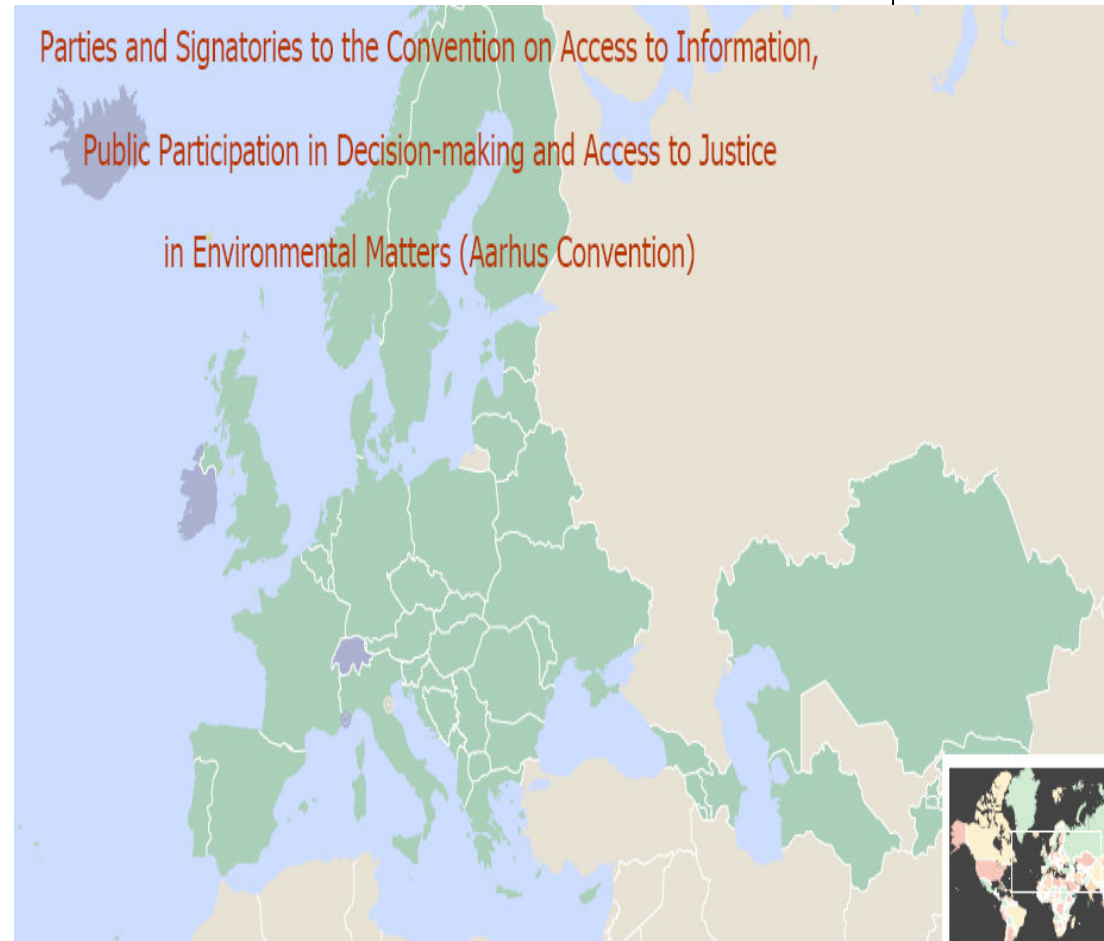 Parties and Signatories to the Convention on Access to Information,
Public Participation in Decision-making and Access to Justice
in Environmental Matters (Aarhus Convention)